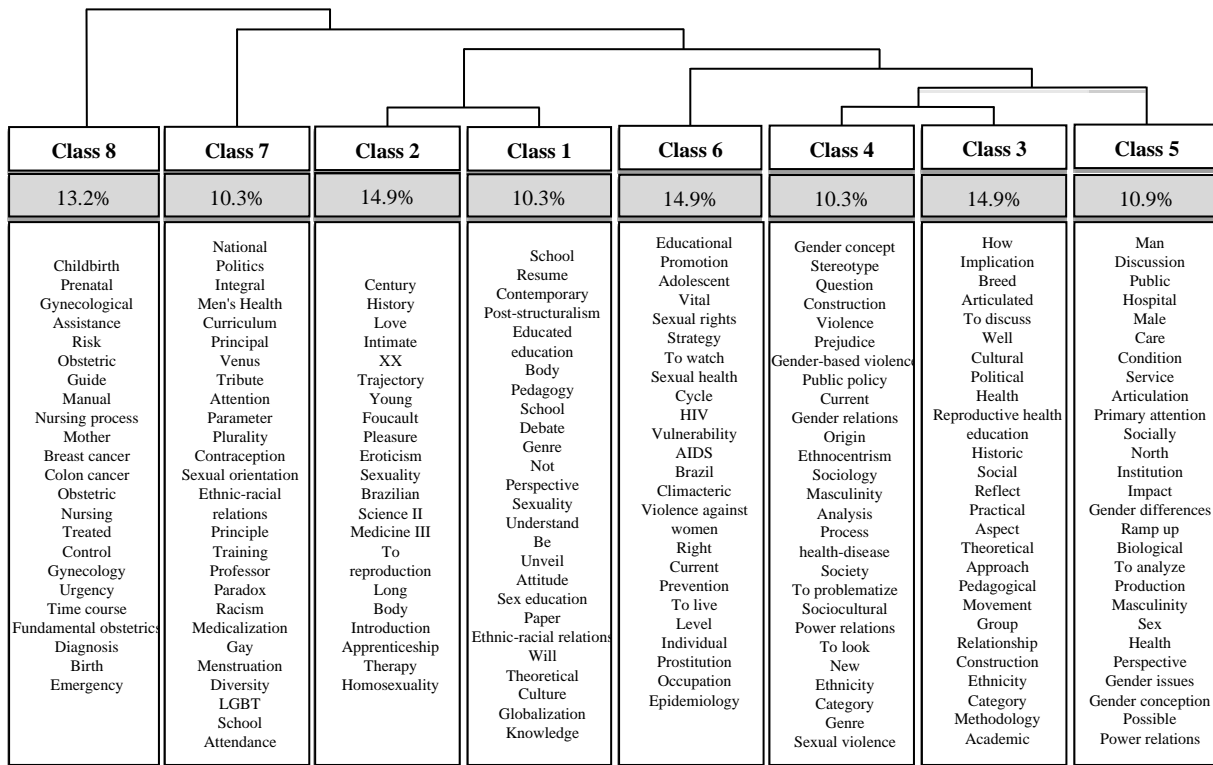 Class 8
13.2%
Childbirth
Prenatal
Gynecological
Assistance
Risk
Obstetric
Guide
Manual
Nursing process
Mother
Breast cancer
Colon cancer
Obstetric
Nursing
Treated
Control
Gynecology
Urgency
Time course
Fundamental obstetrics
Diagnosis
Birth
Emergency
Class 7
10.3%
National
Politics
Integral
Men's Health
Curriculum
Principal
Venus
Tribute
Attention
Parameter
Plurality
Contraception
Sexual orientation
Ethnic-racial
relations
Principle
Training
Professor
Paradox
Racism
Medicalization
Gay
Menstruation
Diversity
LGBT
School
Attendance
Class 2
14.9%
Century
History
Love
Intimate
XX
Trajectory
Young
Foucault
Pleasure
Eroticism
Sexuality
Brazilian
Science II
Medicine III
To
reproduction
Long
Body
Introduction
Apprenticeship
Therapy
Homosexuality
Class 1
10.3%
School
Resume
Contemporary
Post-structuralism
Educated
education
Body
Pedagogy
School
Debate
Genre
Not
Perspective
Sexuality
Understand
Be
Unveil
Attitude
Sex education
Paper
Ethnic-racial relations
Will
Theoretical
Culture
Globalization
Knowledge
Class 6
14.9%
Educational
Promotion
Adolescent
Vital
Sexual rights
Strategy
To watch
Sexual health
Cycle
HIV
Vulnerability
AIDS
Brazil
Climacteric
Violence against
women
Right
Current
Prevention
To live
Level
Individual
Prostitution
Occupation
Epidemiology
Class 4
10.3%
Gender concept
Stereotype
Question
Construction
Violence
Prejudice
Gender-based violence
Public policy
Current
Gender relations
Origin
Ethnocentrism
Sociology
Masculinity
Analysis
Process
health-disease
Society
To problematize
Sociocultural
Power relations
To look
New
Ethnicity
Category
Genre
Sexual violence
Class 3
14.9%
How
Implication
Breed
Articulated
To discuss
Well
Cultural
Political
Health
Reproductive health
education
Historic
Social
Reflect
Practical
Aspect
Theoretical
Approach
Pedagogical
Movement
Group
Relationship
Construction
Ethnicity
Category
Methodology
Academic
Class 5
10.9%
Man
Discussion
Public
Hospital
Male
Care
Condition
Service
Articulation
Primary attention
Socially
North
Institution
Impact
Gender differences
Ramp up
Biological
To analyze
Production
Masculinity
Sex
Health
Perspective
Gender issues
Gender conception
Possible
Power relations